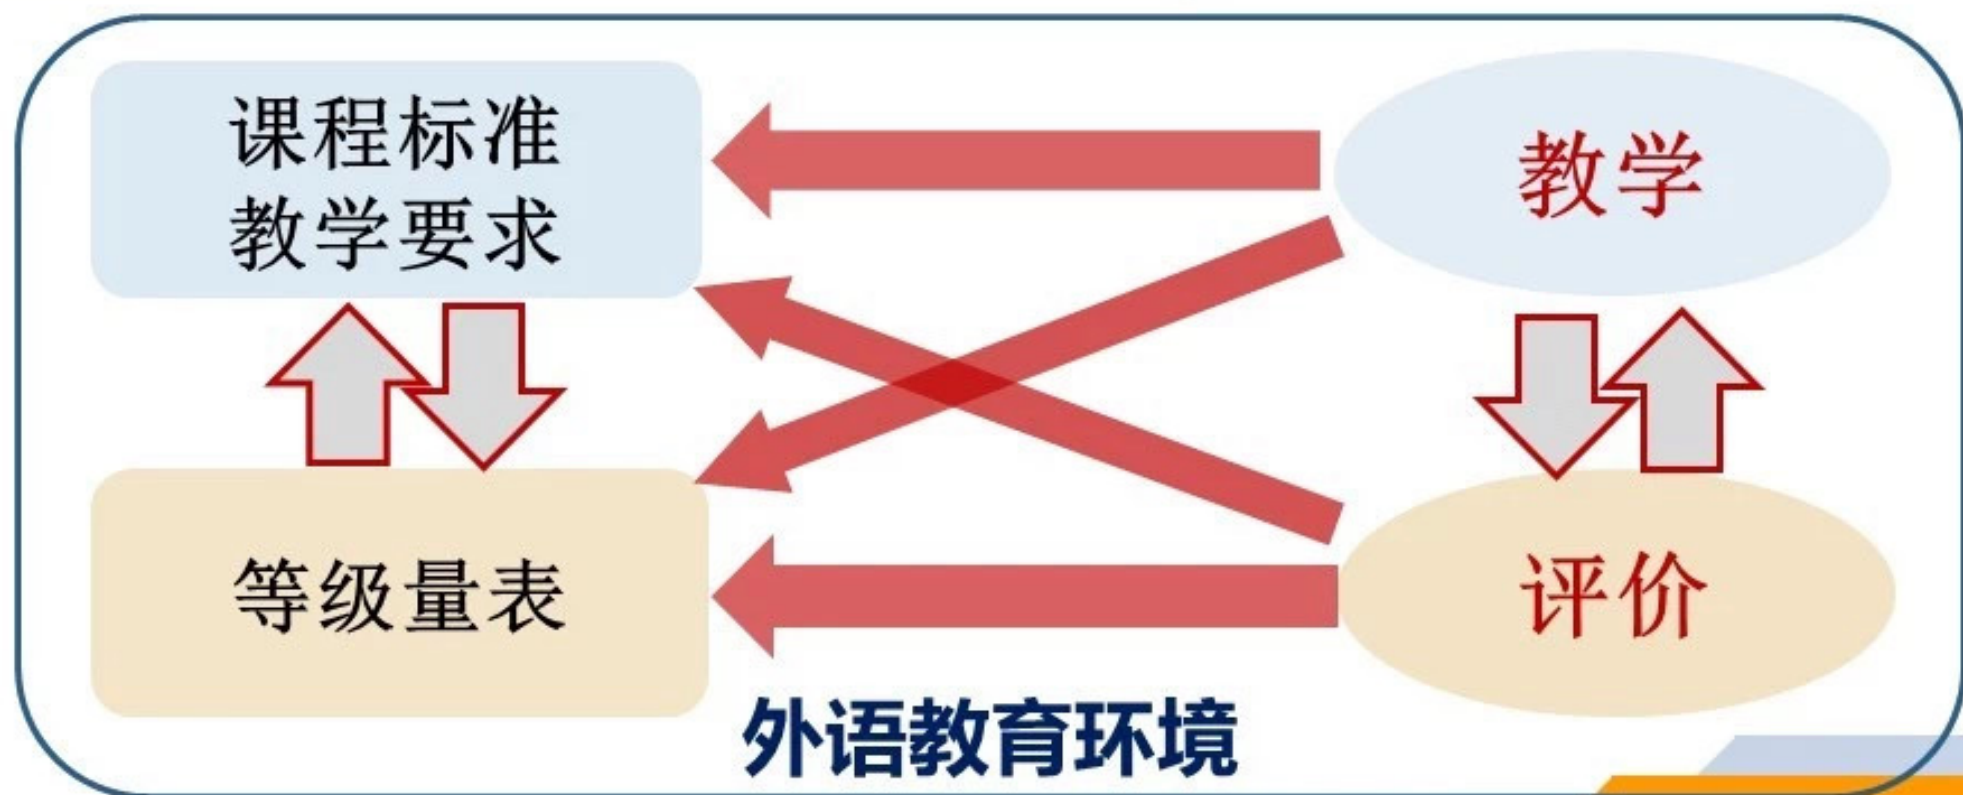 课程标准
教学要求
教学
等级量表
评价
外语教育环境